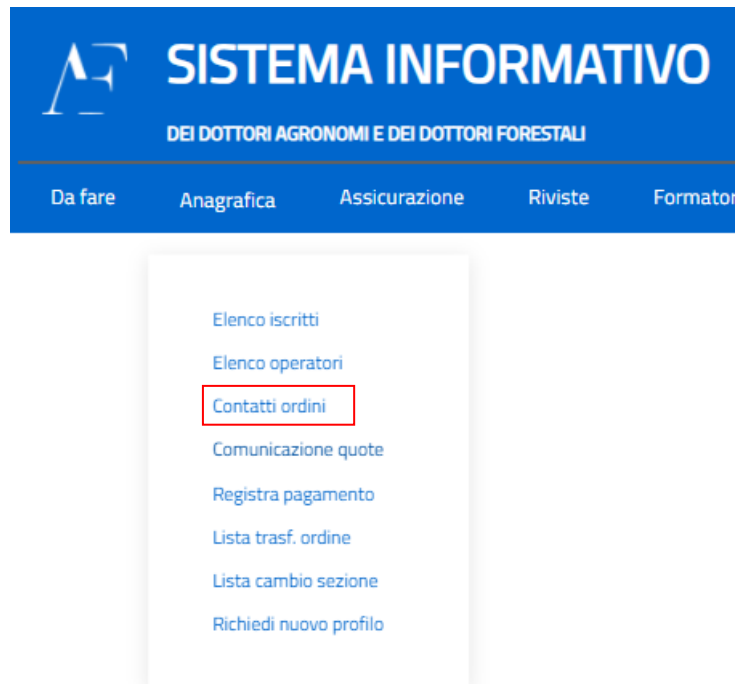 AF
SISTEMA INFORMATIVO
DEI DOTTORI AGRONOMI E DEI DOTTORI FORESTALI
Da fare Anagrafica Assicurazione Riviste Formator
Elenco iscritti
Elenco operatori
Contatti ordini
Comunicazione quote
Registra pagamento
Lista trasf. ordine
Lista cambio sezione
Richiedi nuovo profilo